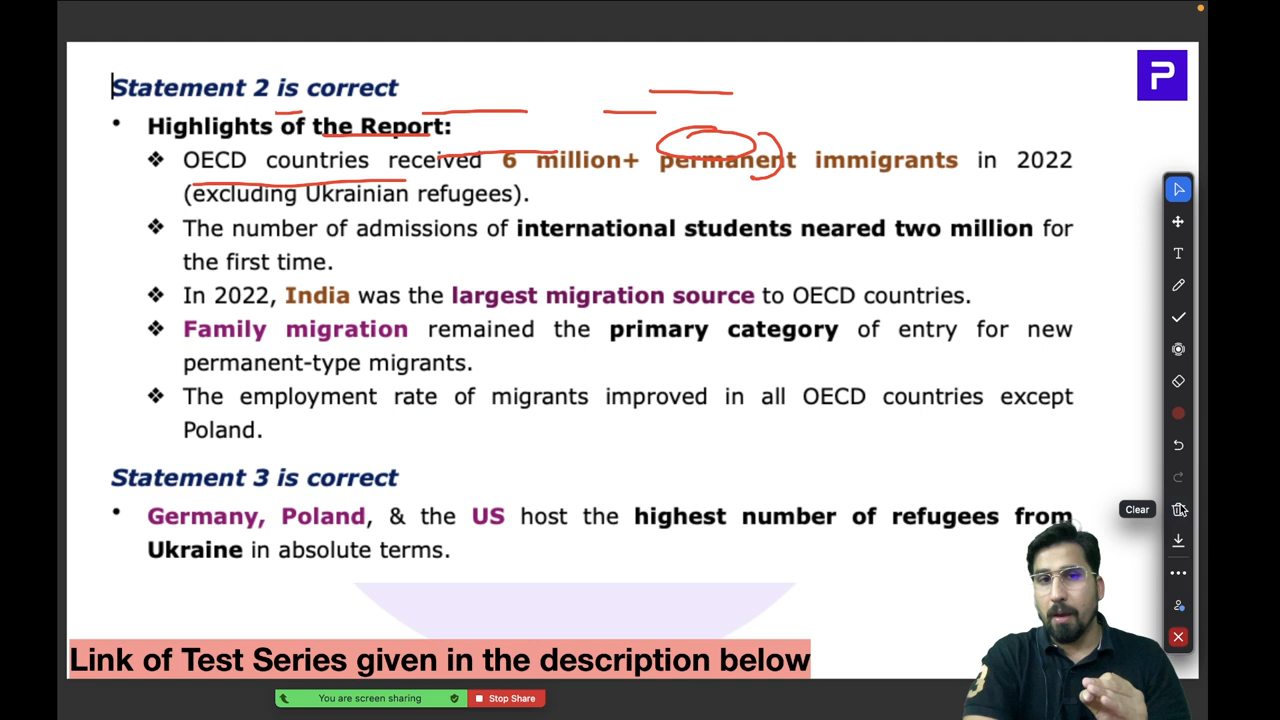 Statement 2 is correct
• Highlights of the Report:
❖ OECD countries received 6 million+ permanent immigrants in 2022
(excluding Ukrainian refugees).
❖ The number of admissions of international students neared two million for
the first time.
❖ In 2022, India was the largest migration source to OECD countries.
❖ Family migration remained the primary category of entry for new
permanent-type migrants.
❖ The employment rate of migrants improved in all OECD countries except
Poland.
Statement 3 is correct
• Germany, Poland, & the US host the highest number of refugees from
Ukraine in absolute terms.
Clear
Link of Test Series given in the description below
You are screen sharing
Stop Share
P
T
3